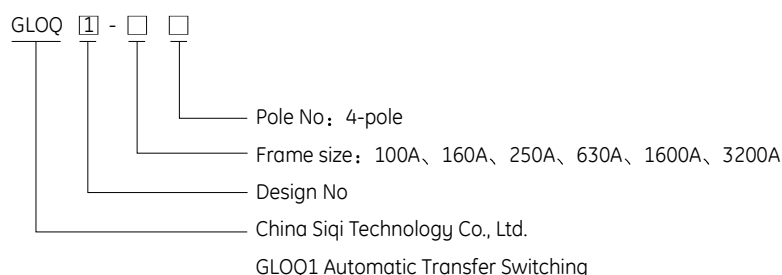 GLOQ 1 - □ □
Pole No：4-pole
Frame size：100A、160A、250A、630A、1600A、3200A
Design No
China Siqi Technology Co., Ltd.
GLOQ1 Automatic Transfer Switching